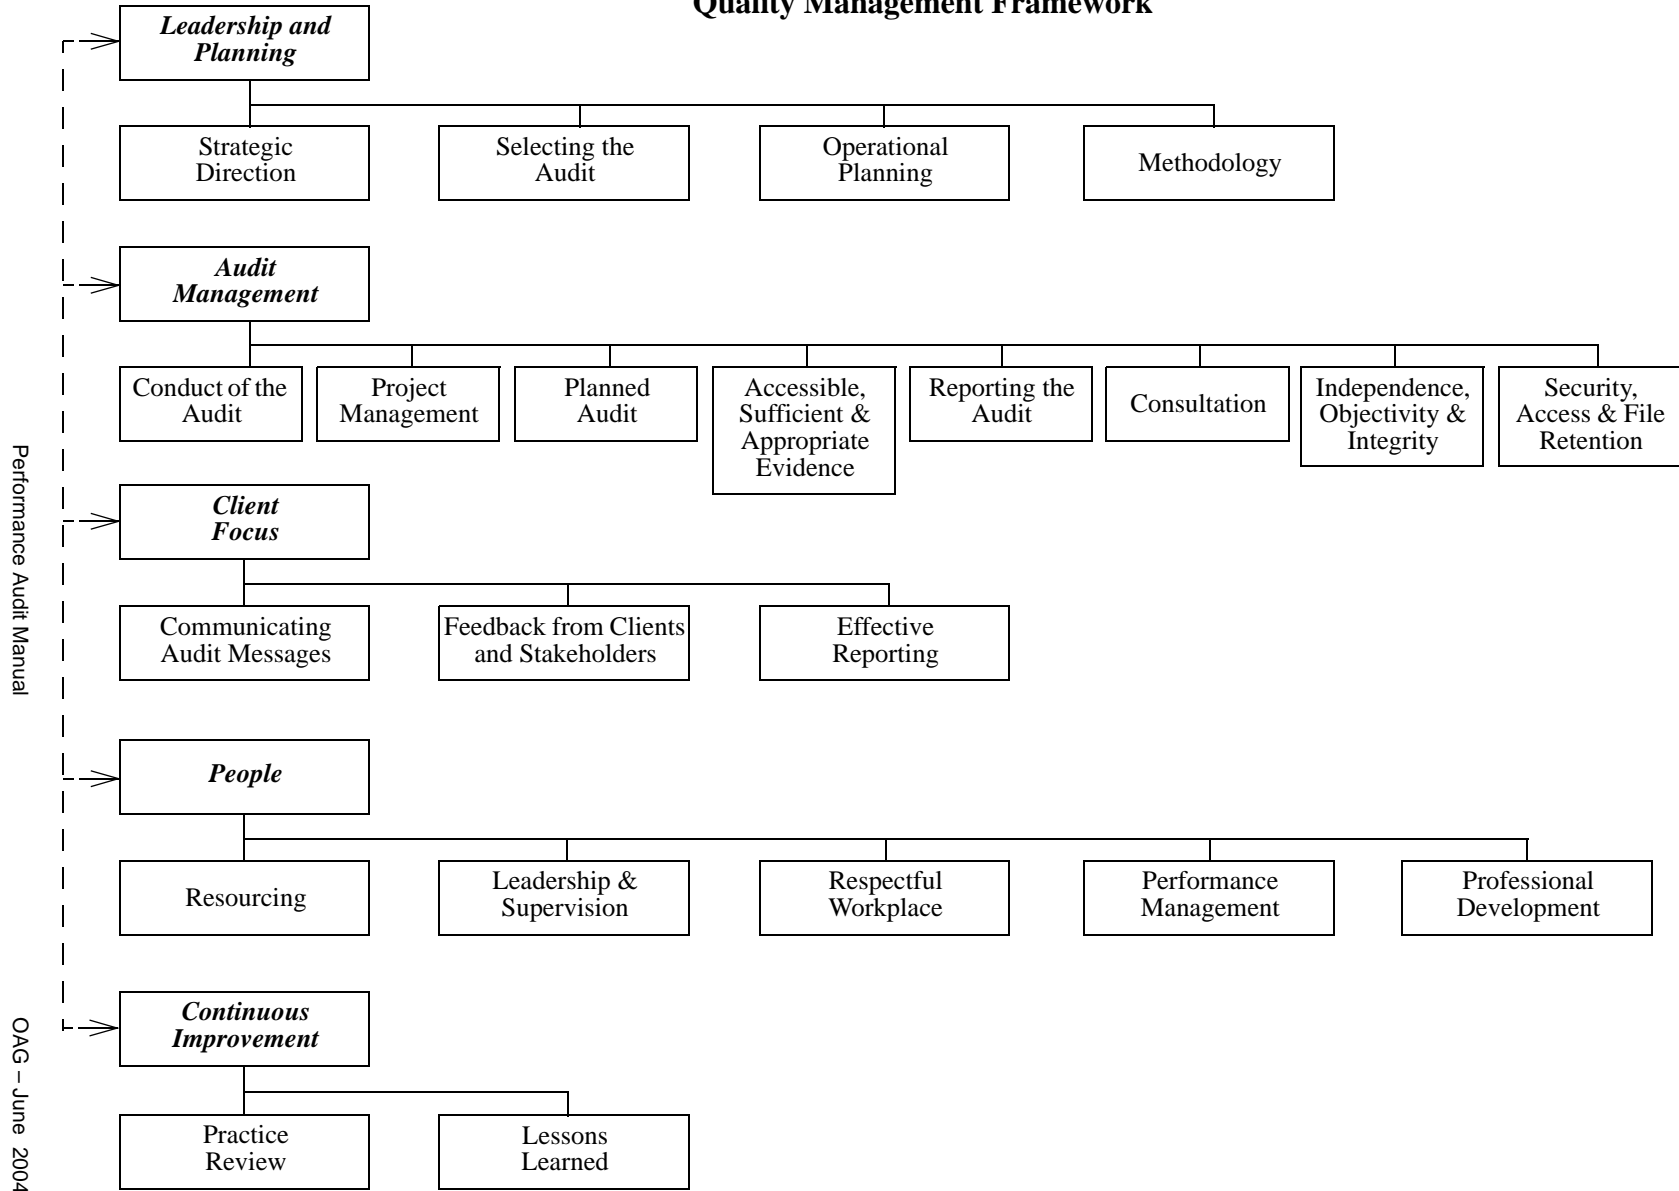 Quality Management Framework
Leadership and
Planning
Strategic
Direction
Selecting the
Audit
Operational
Planning
Methodology
Audit
Management
Conduct of the
Audit
Project
Management
Planned
Audit
Accessible,
Sufficient &
Appropriate
Evidence
Reporting the
Audit
Consultation
Independence,
Objectivity &
Integrity
Security,
Access & File
Retention
Client
Focus
Communicating
Audit Messages
Feedback from Clients
and Stakeholders
Effective
Reporting
People
Resourcing
Leadership &
Supervision
Respectful
Workplace
Performance
Management
Professional
Development
Continuous
Improvement
Practice
Review
Lessons
Learned
Performance Audit Manual
OAG – June 2004